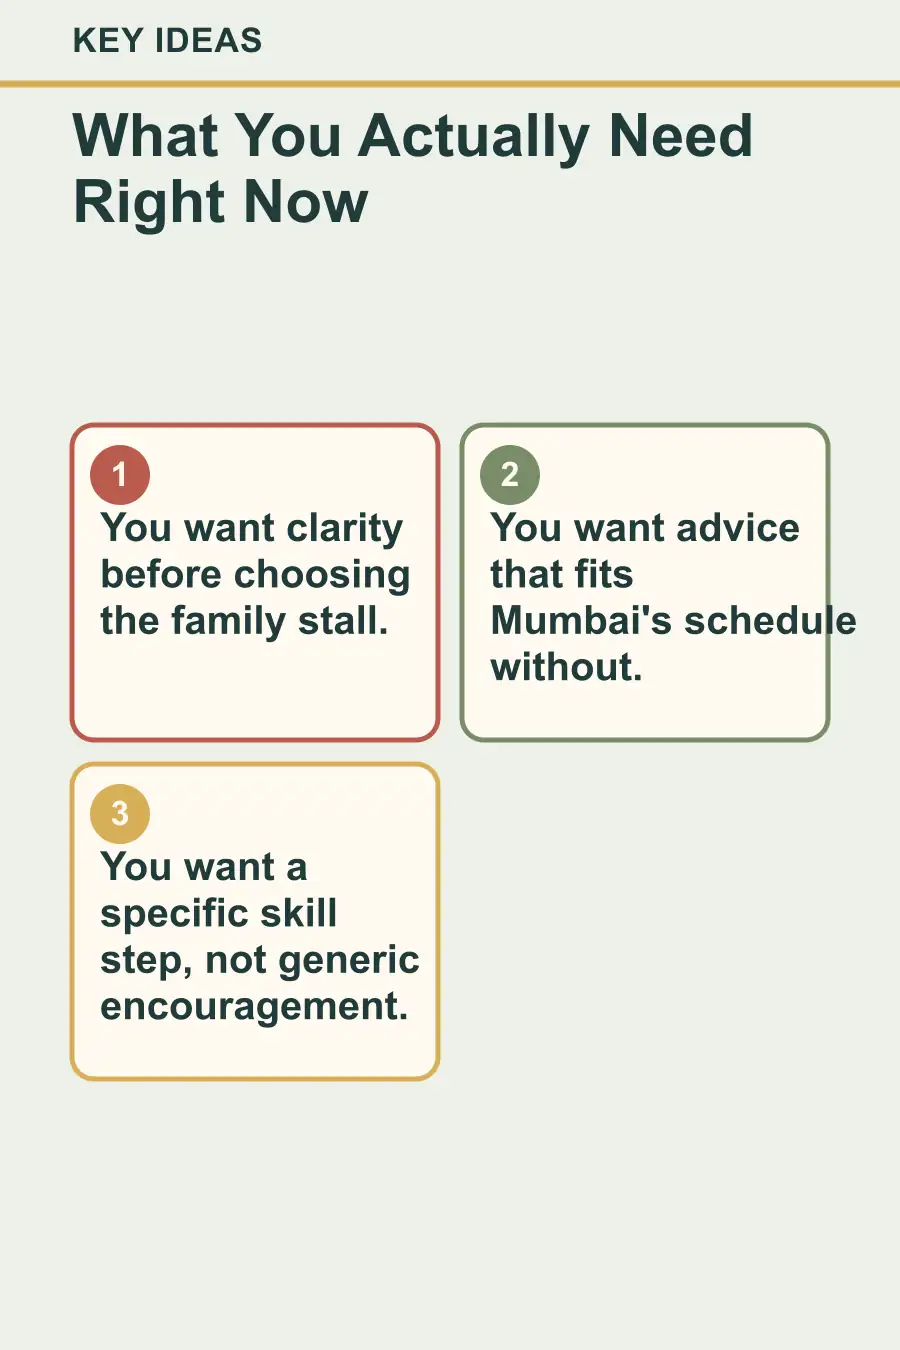 KEY IDEAS
What You Actually Need
Right Now
1
You want clarity
before choosing
the family stall.
2
You want advice
that fits
Mumbai's schedule
without.
3
You want a
specific skill
step, not generic
encouragement.